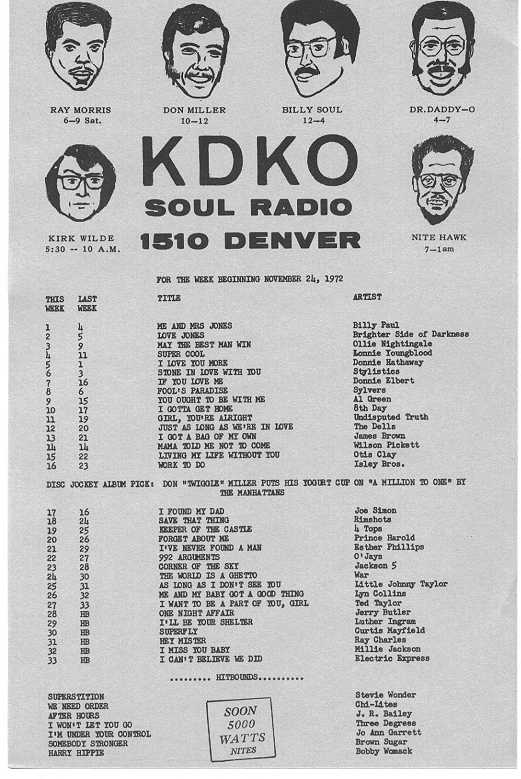 RAY MORRIS
6-9 Sat.
DON MILLER
10-12
BILLY SOUL
12-4
DR.DADDY-O
4-7
KIRK WILDE
5:30 -- 10 A.M.
KDKO
SOUL RADIO
1510 DENVER
NITE HAWK
7-1am
FOR THE WEEK BEGINNING NOVEMBER 24, 1972
THIS WEEK LAST WEEK TITLE ARTIST
1 4 ME AND MRS JONES Billy Paul
2 5 LOVE JONES Brighter Side of Darkness
3 9 MAY THE BEST MAN WIN Ollie Nightingale
4 11 SUPER COOL Lonnie Youngblood
5 1 I LOVE YOU MORE Donnie Hathaway
6 3 STONE IN LOVE WITH YOU Stylistics
7 16 IF YOU LOVE ME Donnie Elbert
8 6 FOOL'S PARADISE Sylvers
9 15 YOU OUGHT TO BE WITH ME Al Green
10 17 I GOTTA GET HOME 8th Day
11 19 GIRL, YOU'RE ALRIGHT Undisputed Truth
12 20 JUST AS LONG AS WE'RE IN LOVE The Dells
13 21 I GOT A BAG OF MY OWN James Brown
14 14 MAMA TOLD ME NOT TO COME Wilson Pickett
15 22 LIVING MY LIFE WITHOUT YOU Otis Clay
16 23 WORK TO DO Isley Bros.
DISC JOCKEY ALBUM PICK: DON "TWIGGLE" MILLER PUTS HIS YOGURT CUP ON "A MILLION TO ONE" BY
THE MANHATTANS
17 16 I FOUND MY DAD Joe Simon
18 24 SAVE THAT THING Rimshots
19 25 KEEPER OF THE CASTLE 4 Tops
20 26 FORGET ABOUT ME Prince Harold
21 29 I'VE NEVER FOUND A MAN Esther Phillips
22 27 992 ARGUMENTS O'Jays
23 28 CORNER OF THE SKY Jackson 5
24 30 THE WORLD IS A GHETTO War
25 31 AS LONG AS I DON'T SEE YOU Little Johnny Taylor
26 32 ME AND MY BABY GOT A GOOD THING Lyn Collins
27 33 I WANT TO BE A PART OF YOU, GIRL Ted Taylor
28 HB ONE NIGHT AFFAIR Jerry Butler
29 HB I'LL BE YOUR SHELTER Luther Ingram
30 HB SUPERFLY Curtis Mayfield
31 HB HEY MISTER Ray Charles
32 HB I MISS YOU BABY Millie Jackson
33 HB I CAN'T BELIEVE WE DID Electric Express
......... HITBOUNDS..........
SUPERSTITION Stevie Wonder
WE NEED ORDER Chi-Lites
AFTER HOURS J. R. Bailey
I WON'T LET YOU GO Three Degress
I'M UNDER YOUR CONTROL Jo Ann Garrett
SOMEBODY STRONGER Brown Sugar
HARRY HIPPIE Bobby Womack
SOON
5000
WATTS
NITES